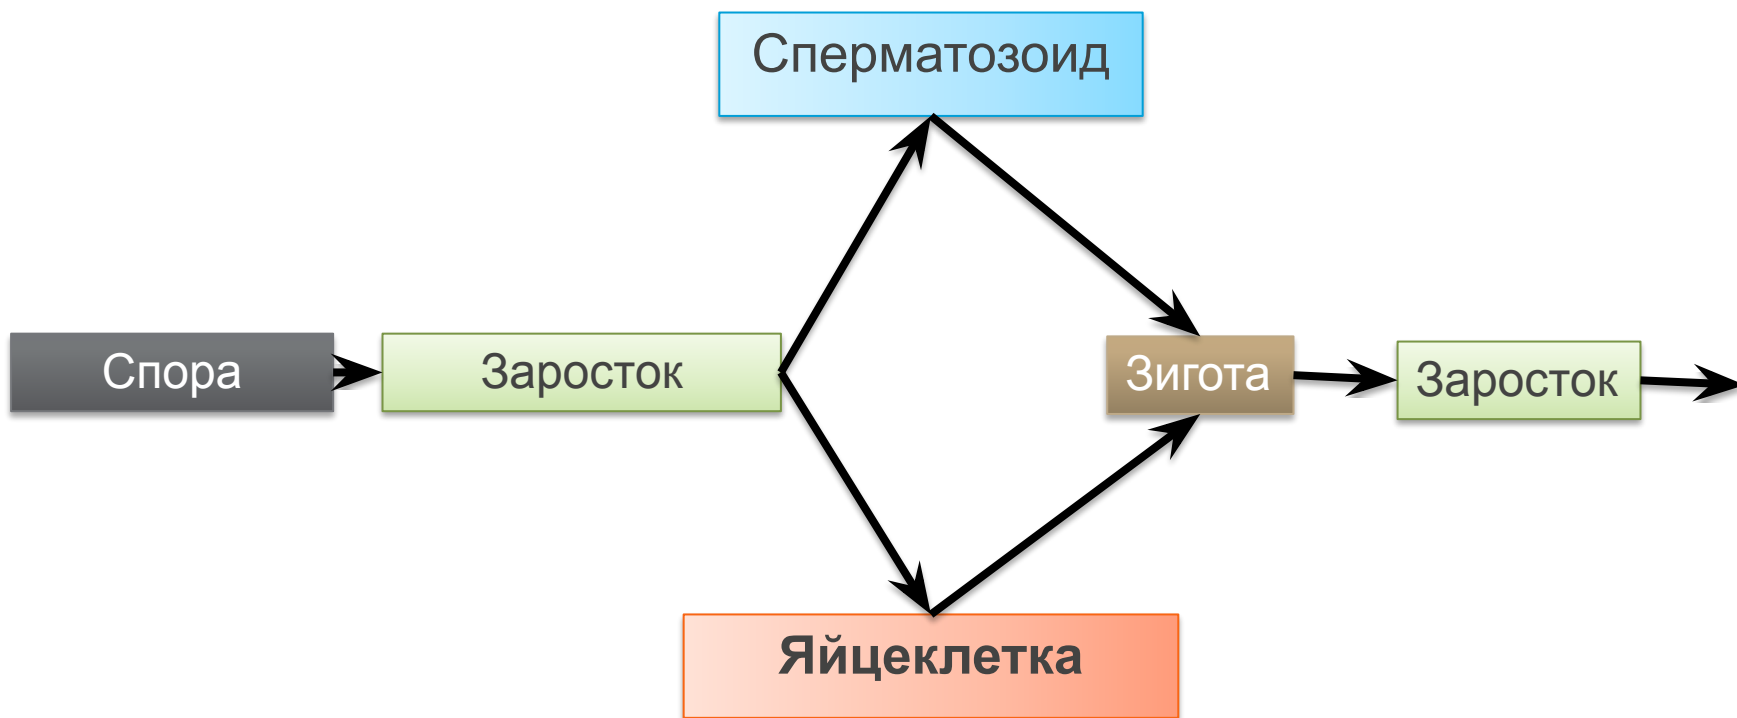 Сперматозоид
Спора
Заросток
Зигота
Заросток
Яйцеклетка